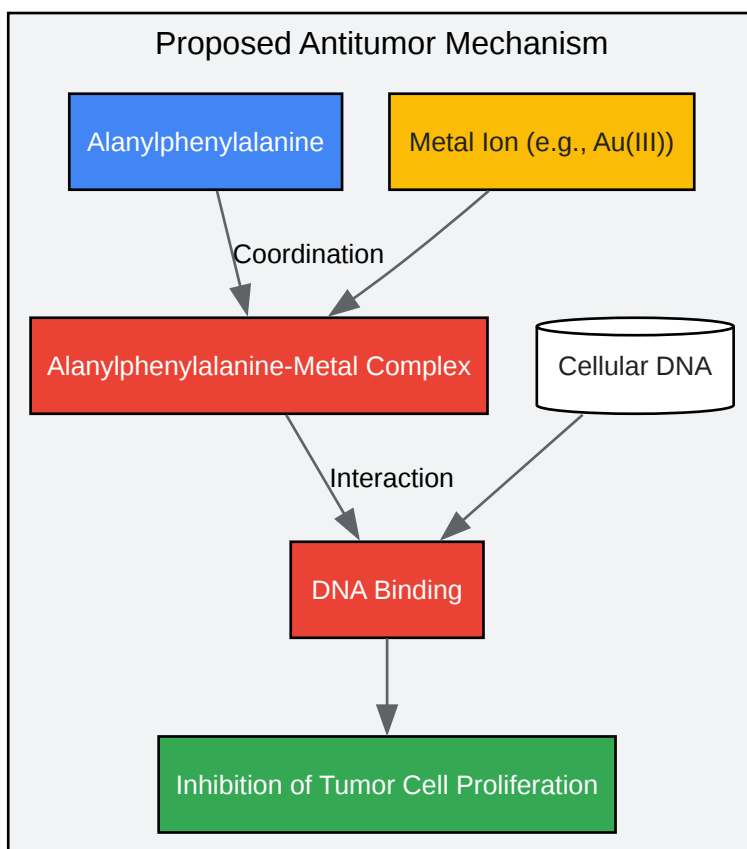 Proposed Antitumor Mechanism
Alanylphenylalanine
Metal Ion (e.g., Au(III))
Coordination
Alanylphenylalanine-Metal Complex
Cellular DNA
Interaction
DNA Binding
Inhibition of Tumor Cell Proliferation